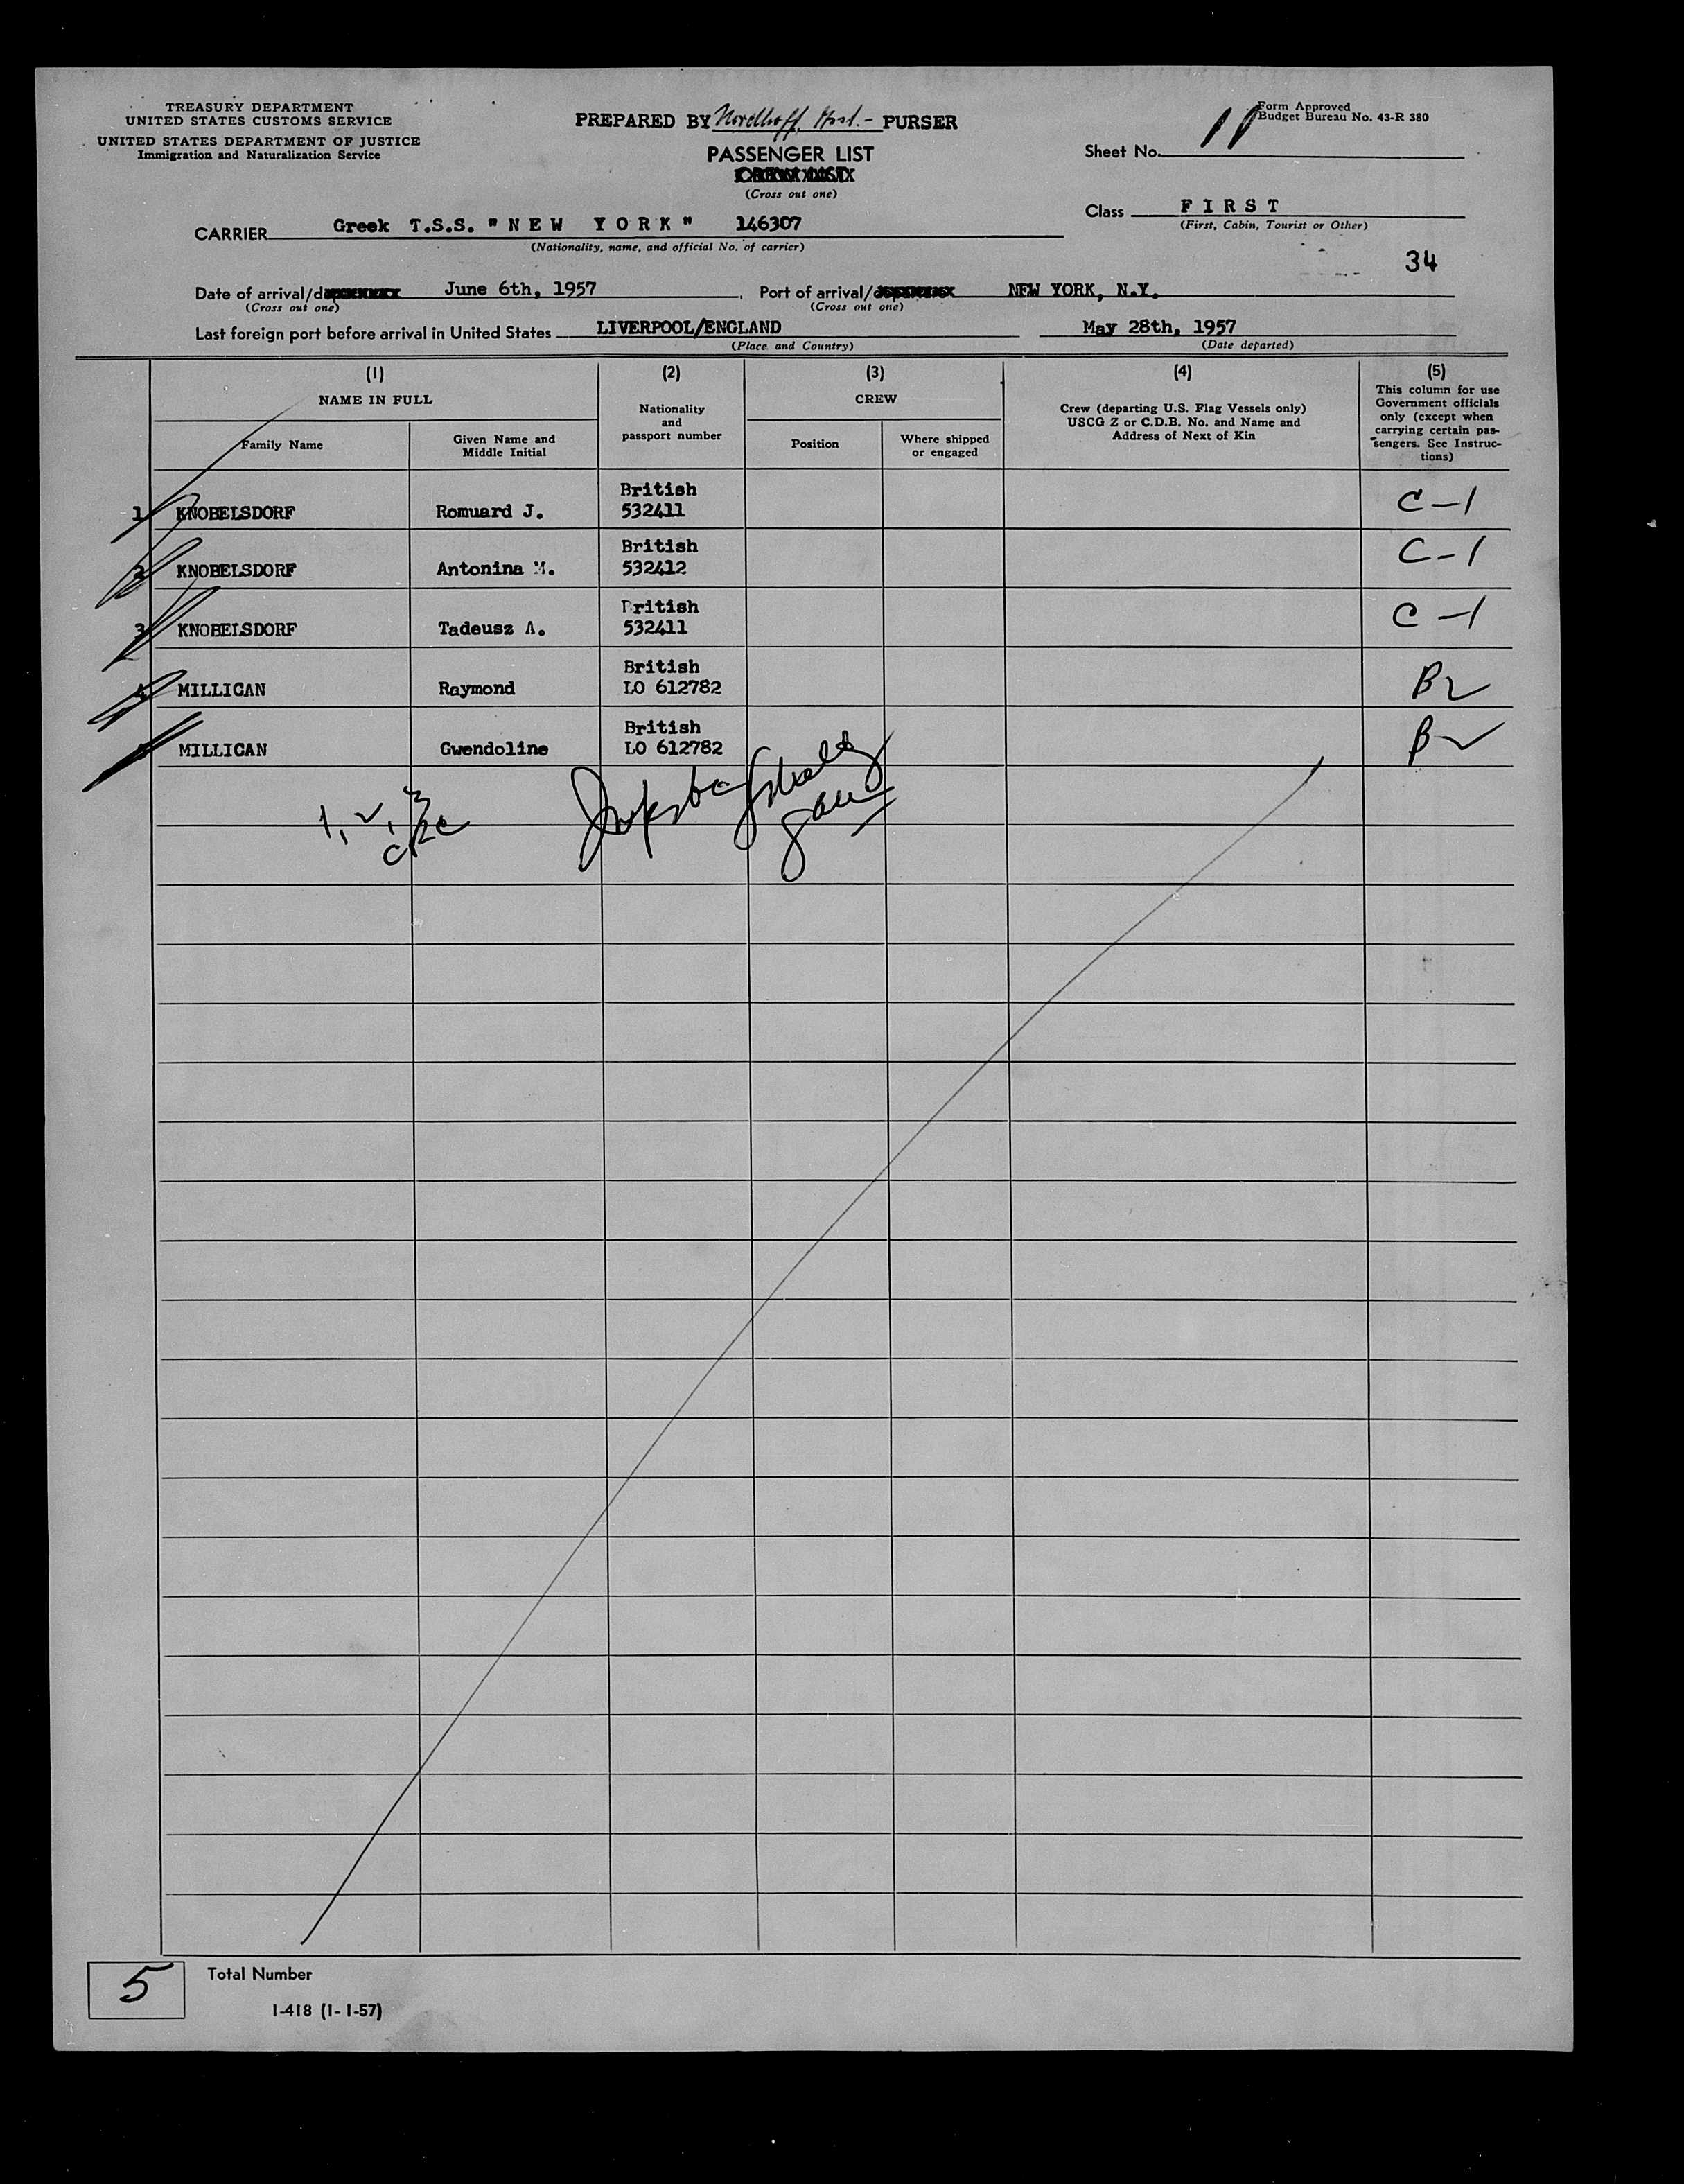 TREASURY DEPARTMENT
UNITED STATES CUSTOMS SERVICE
UNITED STATES DEPARTMENT OF JUSTICE
Immigration and Naturalization Service
PREPARED BY Nordhoff, PURSER
PASSENGER LIST
(Cross out one)
Form Approved
Budget Bureau No. 43-R 380
Sheet No. 11
Class FIRST
(First, Cabin, Tourist or Other)
CARRIER Greek T.S.S. "NEW YORK" 146307
(Nationality, name, and official No. of carrier)
34
Date of arrival/ June 6th, 1957, Port of arrival/ NEW YORK, N.Y.
(Cross out one) (Cross out one)
Last foreign port before arrival in United States LIVERPOOL/ENGLAND May 28th, 1957
(Place and Country) (Date departed)
(1) (2) (3) (4) (5)
NAME IN FULL
Family Name
Given Name and
Middle Initial
Nationality
and
passport number
CREW
Position
Where shipped
or engaged
Crew (departing U.S. Flag Vessels only)
USCG Z or C.D.B. No. and Name and
Address of Next of Kin
This column for use
Government officials
only (except when
carrying certain pas-
sengers. See Instruc-
tions)
1 KNOBELSDORF Romuard J. British 532411 C-1
2 KNOBELSDORF Antonina M. British 532412 C-1
3 KNOBELSDORF Tadeusz A. British 532411 C-1
4 MILLICAN Raymond British LO 612782 B2
MILLICAN Gwendoline British LO 612782 B2
1, 2, 3
5 Total Number
I-418 (1-1-57)